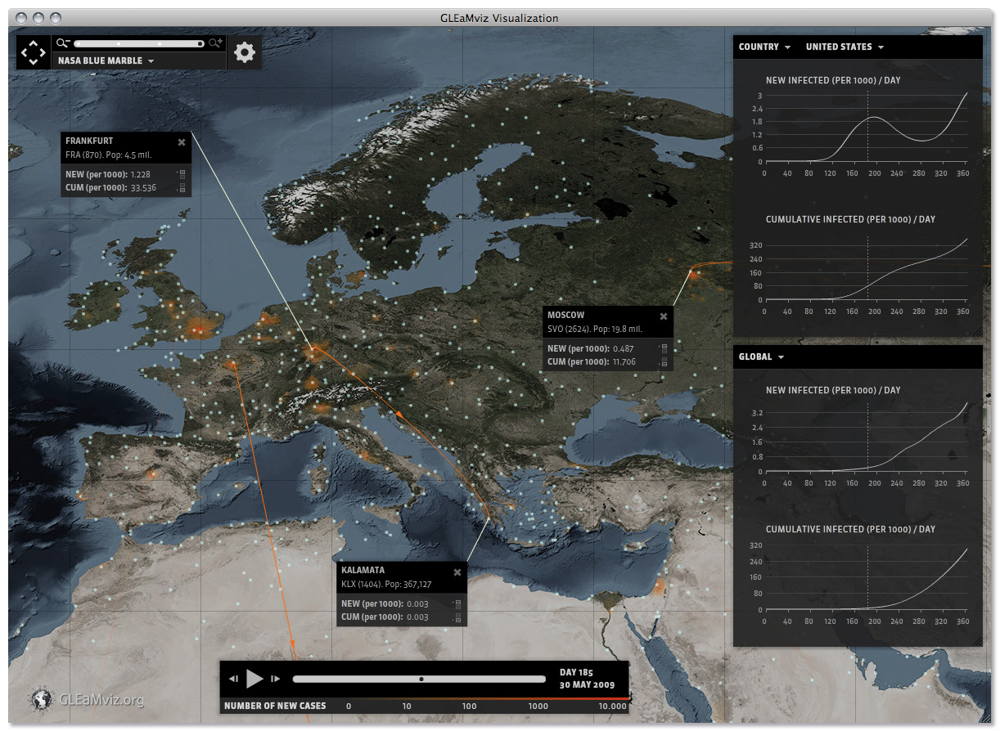 GLEaMviz Visualization
NASA BLUE MARBLE
COUNTRY
UNITED STATES
NEW INFECTED (PER 1000) / DAY
3
2.4
1.8
1.2
0.6
0
0 40 80 120 160 200 240 280 320 360
CUMULATIVE INFECTED (PER 1000) / DAY
320
240
160
80
0
0 40 80 120 160 200 240 280 320 360
GLOBAL
NEW INFECTED (PER 1000) / DAY
3.2
2.4
1.6
0.8
0
0 40 80 120 160 200 240 280 320 360
CUMULATIVE INFECTED (PER 1000) / DAY
320
240
160
80
0
0 40 80 120 160 200 240 280 320 360
FRANKFURT
FRA (870). Pop: 4.5 mil.
NEW (per 1000): 1.228
CUM (per 1000): 33.536
MOSCOW
SVO (2624). Pop: 19.8 mil.
NEW (per 1000): 0.487
CUM (per 1000): 11.706
KALAMATA
KLX (1404). Pop: 367,127
NEW (per 1000): 0.003
CUM (per 1000): 0.003
DAY 185
30 MAY 2009
NUMBER OF NEW CASES 0 10 100 1000 10.000
GLEaMviz.org